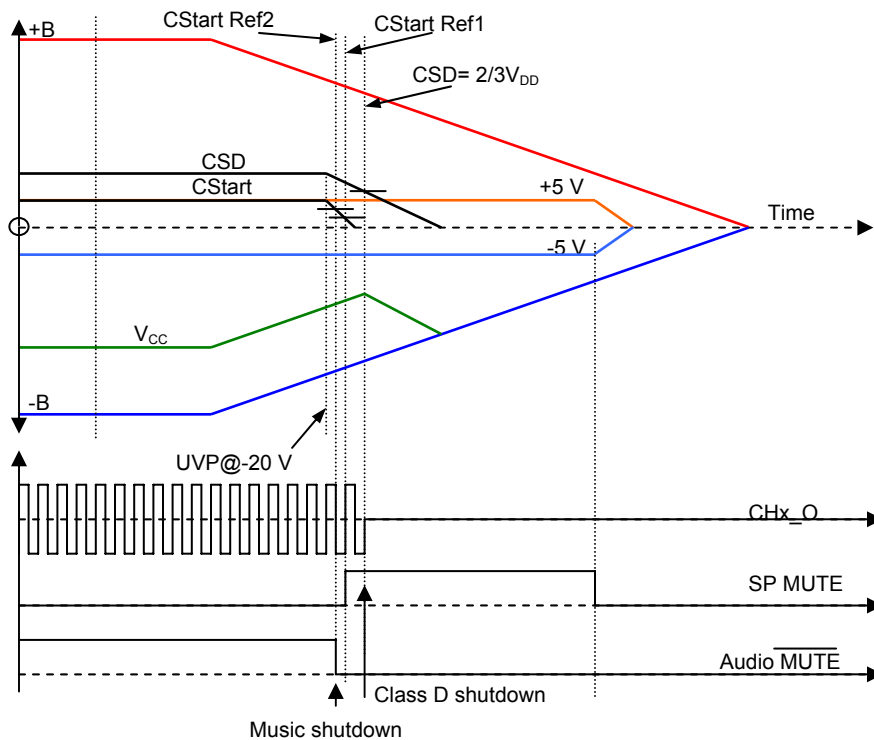 CStart Ref2
CStart Ref1
+B
CSD= 2/3VDD
CSD
CStart
+5 V
Time
-5 V
VCC
-B
UVP@-20 V
CHx_O
SP MUTE
Audio MUTE
Class D shutdown
Music shutdown